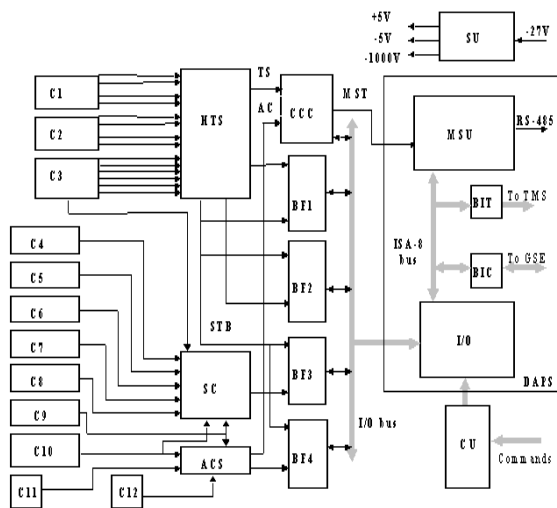 +5V
-5V
-1000V
SU
-27V
C1
C2
C3
HTS
TS
AC
CCC
MST
MSU
RS-485
BIT
To TMS
ISA-8
bus
BIC
To GSE
BF1
BF2
BF3
BF4
I/O
DAPS
I/O bus
CU
Commands
C4
C5
C6
C7
C8
C9
C10
C11
C12
STB
SC
ACS